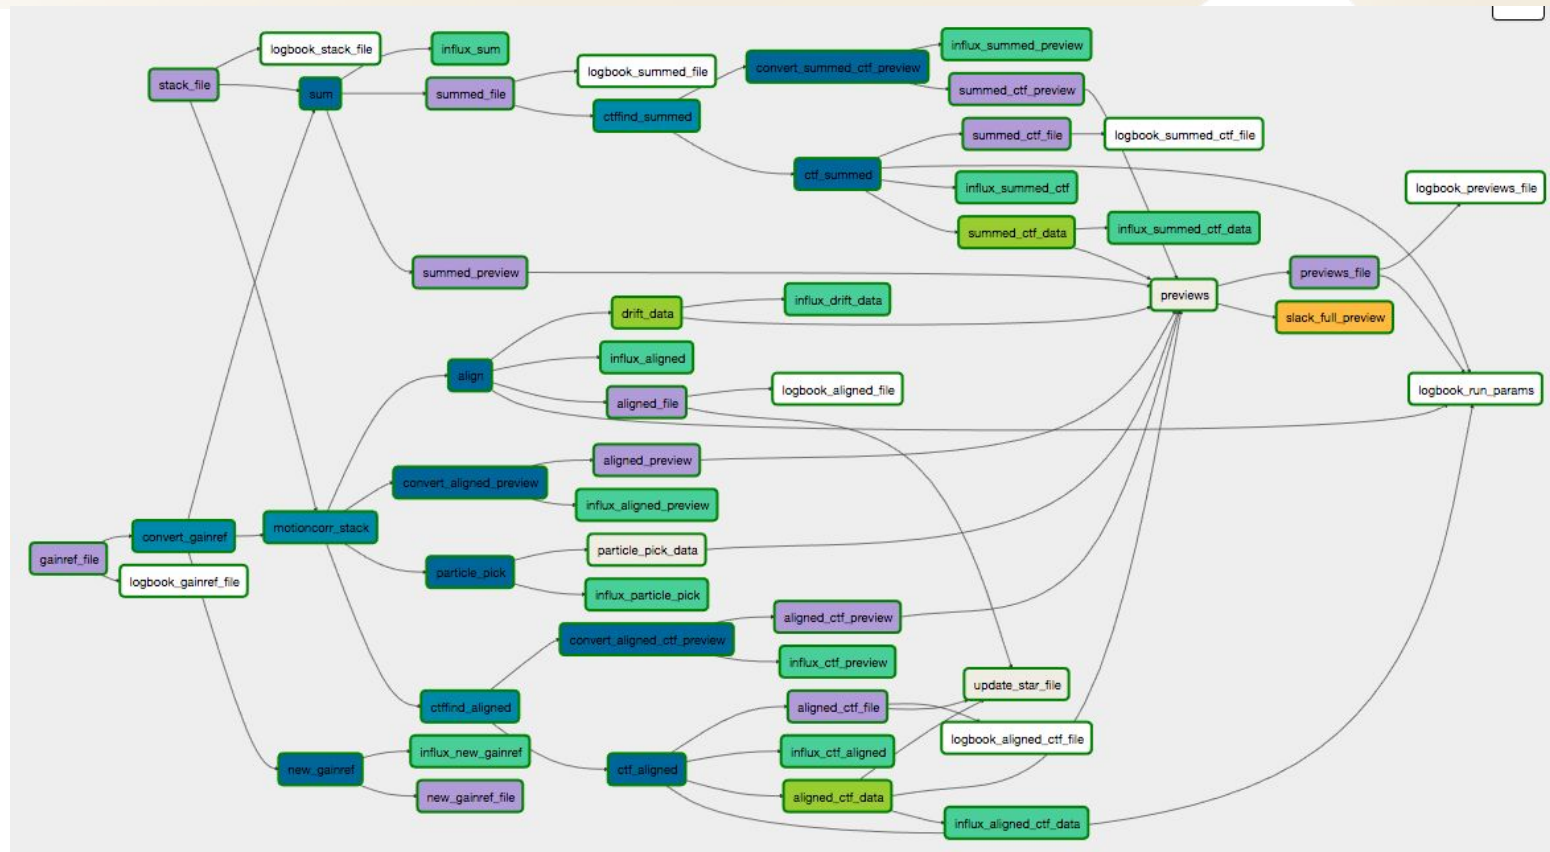 logbook_stack_file
influx_sum
influx_summed_preview
stack_file
sum
summed_file
logbook_summed_file
convert_summed_ctf_preview
summed_ctf_preview
ctffind_summed
summed_ctf_file
logbook_summed_ctf_file
ctf_summed
influx_summed_ctf
logbook_previews_file
summed_ctf_data
influx_summed_ctf_data
summed_preview
previews_file
previews
influx_drift_data
drift_data
slack_full_preview
influx_aligned
align
aligned_file
logbook_aligned_file
logbook_run_params
aligned_preview
convert_aligned_preview
influx_aligned_preview
motioncorr_stack
convert_gainref
gainref_file
logbook_gainref_file
particle_pick_data
particle_pick
influx_particle_pick
aligned_ctf_preview
convert_aligned_ctf_preview
influx_ctf_preview
update_star_file
ctffind_aligned
aligned_ctf_file
logbook_aligned_ctf_file
influx_new_gainref
influx_ctf_aligned
new_gainref
ctf_aligned
new_gainref_file
aligned_ctf_data
influx_aligned_ctf_data